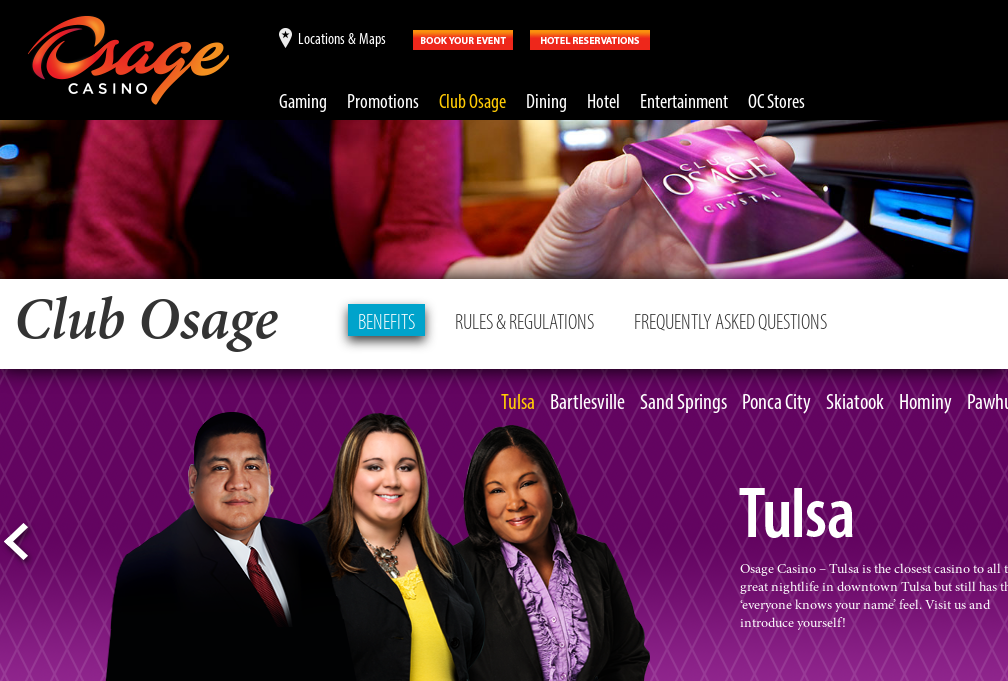 Osage
CASINO
Locations & Maps
BOOK YOUR EVENT
HOTEL RESERVATIONS
Gaming Promotions Club Osage Dining Hotel Entertainment OC Stores
CLUB
OSAGE
CRYSTAL
Club Osage
BENEFITS RULES & REGULATIONS FREQUENTLY ASKED QUESTIONS
Tulsa Bartlesville Sand Springs Ponca City Skiatook Hominy Pawhu
Tulsa
Osage Casino – Tulsa is the closest casino to all t
great nightlife in downtown Tulsa but still has th
‘everyone knows your name’ feel. Visit us and
introduce yourself!